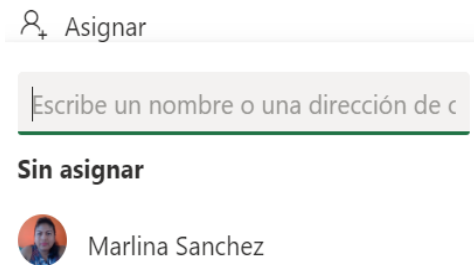 Asignar
Escribe un nombre o una dirección de c
Sin asignar
Marlina Sanchez